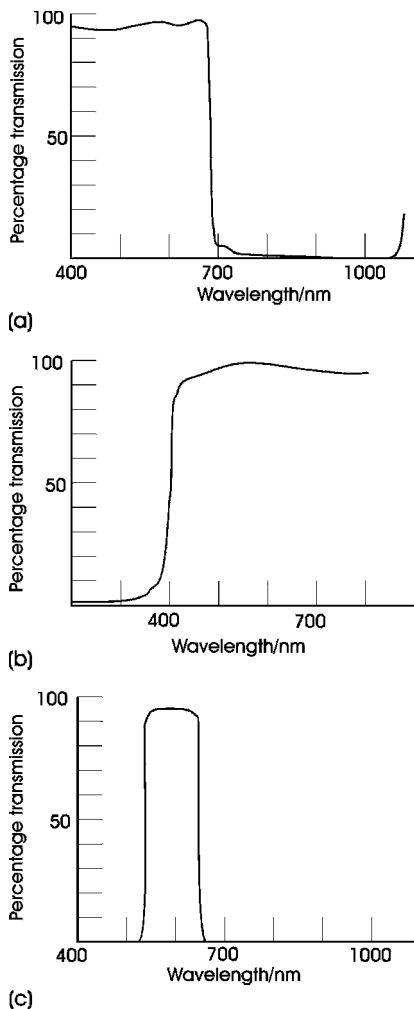 100
50
Percentage transmission
400
700
1000
Wavelength/nm
(a)
100
50
Percentage transmission
400
700
Wavelength/nm
(b)
100
50
Percentage transmission
400
700
1000
Wavelength/nm
(c)